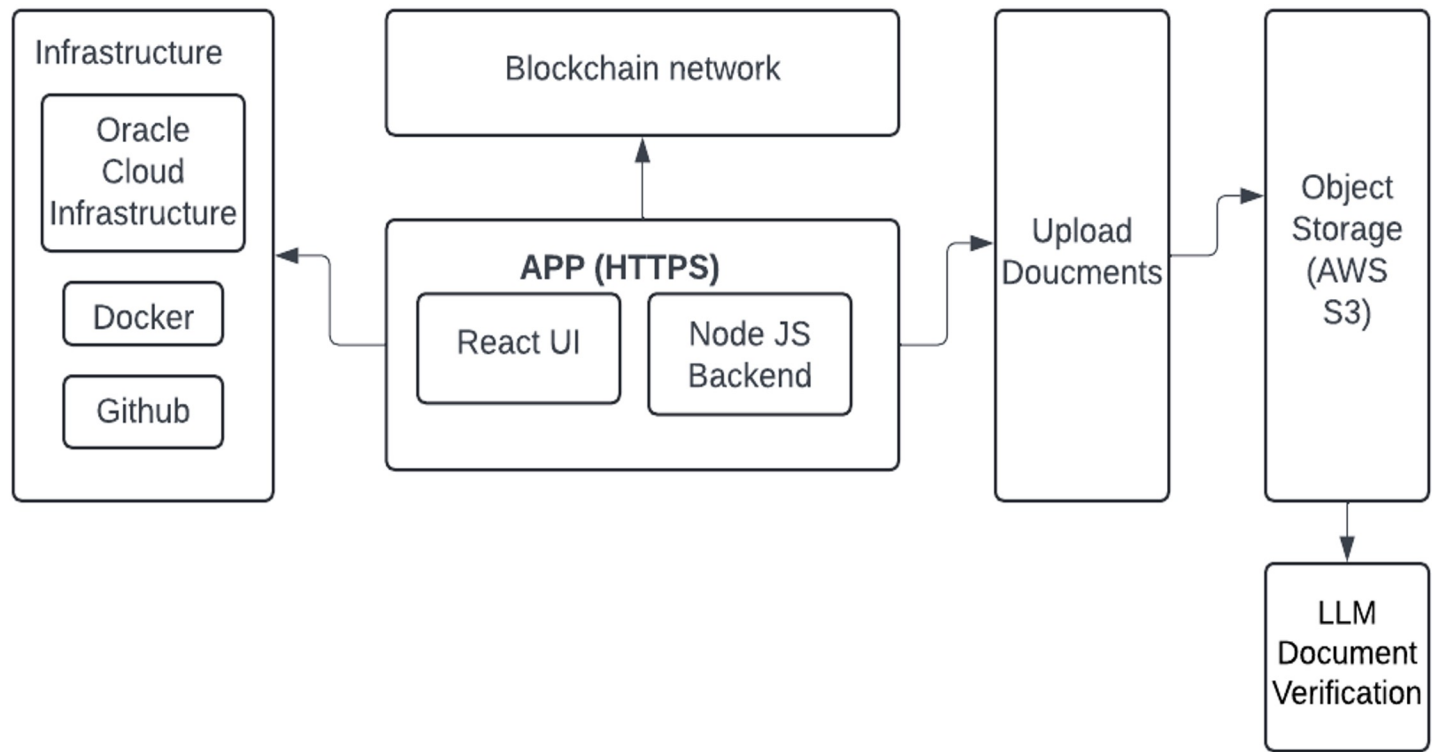 Infrastructure
Oracle
Cloud
Infrastructure
Docker
Github
Blockchain network
APP (HTTPS)
React UI
Node JS
Backend
Upload
Doucments
Object
Storage
(AWS
S3)
LLM
Document
Verification